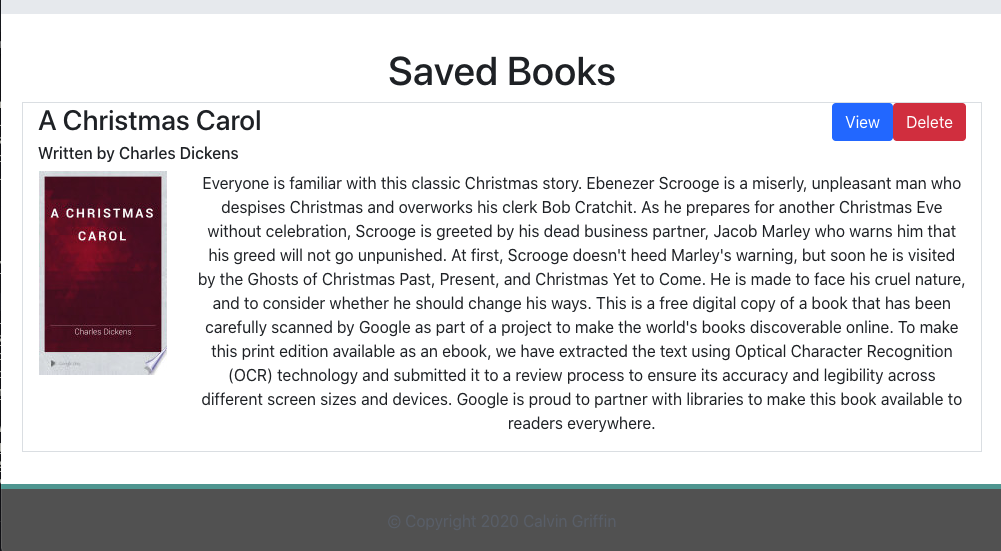 Saved Books
A Christmas Carol
View
Delete
Written by Charles Dickens
A CHRISTMAS
CAROL
Charles Dickens
Everyone is familiar with this classic Christmas story. Ebenezer Scrooge is a miserly, unpleasant man who
despises Christmas and overworks his clerk Bob Cratchit. As he prepares for another Christmas Eve
without celebration, Scrooge is greeted by his dead business partner, Jacob Marley who warns him that
his greed will not go unpunished. At first, Scrooge doesn't heed Marley's warning, but soon he is visited
by the Ghosts of Christmas Past, Present, and Christmas Yet to Come. He is made to face his cruel nature,
and to consider whether he should change his ways. This is a free digital copy of a book that has been
carefully scanned by Google as part of a project to make the world's books discoverable online. To make
this print edition available as an ebook, we have extracted the text using Optical Character Recognition
(OCR) technology and submitted it to a review process to ensure its accuracy and legibility across
different screen sizes and devices. Google is proud to partner with libraries to make this book available to
readers everywhere.
© Copyright 2020 Calvin Griffin